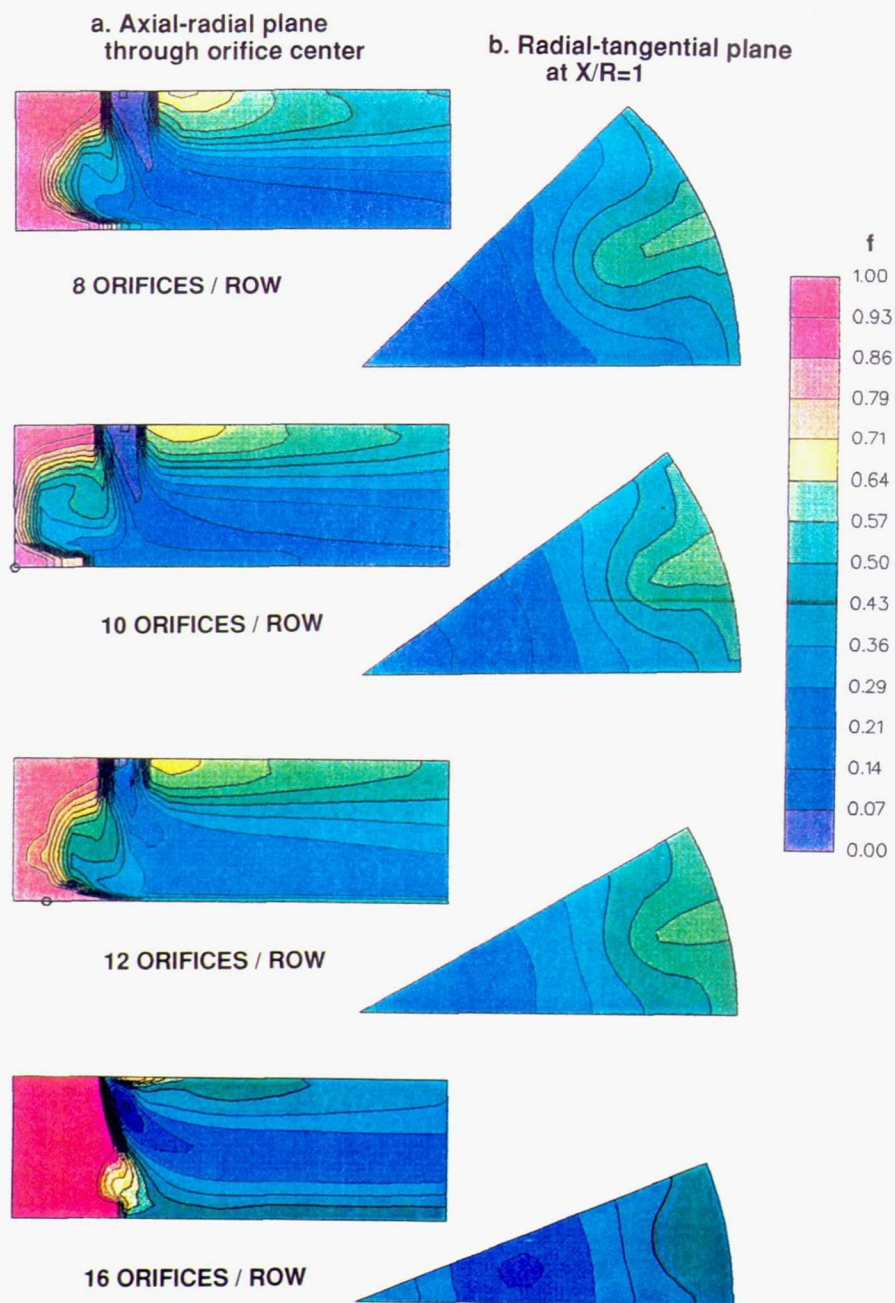 a. Axial-radial plane
through orifice center
b. Radial-tangential plane
at X/R=1
8 ORIFICES / ROW
10 ORIFICES / ROW
12 ORIFICES / ROW
16 ORIFICES / ROW
f
1.00
0.93
0.86
0.79
0.71
0.64
0.57
0.50
0.43
0.36
0.29
0.21
0.14
0.07
0.00